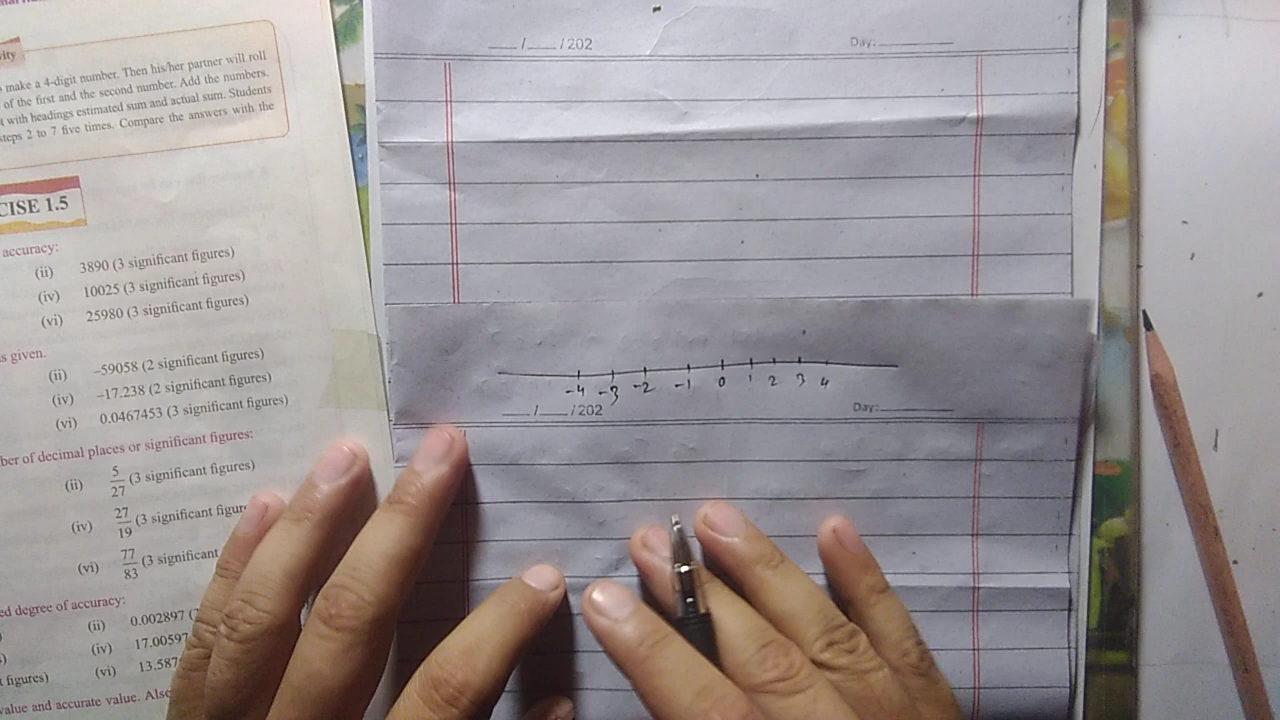 ity
make a 4-digit number. Then his/her partner will roll
of the first and the second number. Add the numbers.
t with headings estimated sum and actual sum. Students
steps 2 to 7 five times. Compare the answers with the
CISE 1.5
accuracy:
(ii) 3890 (3 significant figures)
(iv) 10025 (3 significant figures)
(vi) 25980 (3 significant figures)
s given.
(ii) –59058 (2 significant figures)
(iv) –17.238 (2 significant figures)
(vi) 0.0467453 (3 significant figures)
ber of decimal places or significant figures:
(ii) 5/27 (3 significant figures)
(iv) 27/19 (3 significant figur
(vi) 77/83 (3 significant
ed degree of accuracy:
(ii) 0.002897 (
(iv) 17.00597
figures) (vi) 13.587
value and accurate value. Als
__/__/202 Day:
-4 -3 -2 -1 0 1 2 3 4
__/__/202 Day: